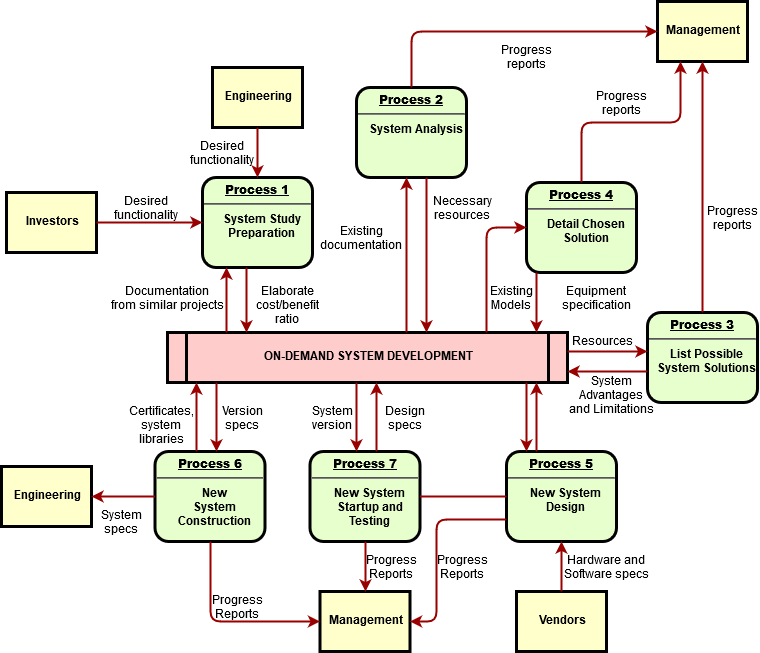 Management
Progress
reports
Engineering
Process 2
System Analysis
Progress
reports
Desired
functionality
Process 1
System Study
Preparation
Investors
Desired
functionality
Process 4
Detail Chosen
Solution
Necessary
resources
Existing
documentation
Progress
reports
Documentation
from similar projects
Elaborate
cost/benefit
ratio
Existing
Models
Equipment
specification
Process 3
List Possible
System Solutions
ON-DEMAND SYSTEM DEVELOPMENT
Resources
System
Advantages
and Limitations
Certificates,
system
libraries
Version
specs
System
version
Design
specs
Process 6
New
System
Construction
Process 7
New System
Startup and
Testing
Process 5
New System
Design
Engineering
System
specs
Progress
Reports
Progress
Reports
Hardware and
Software specs
Progress
Reports
Management
Vendors